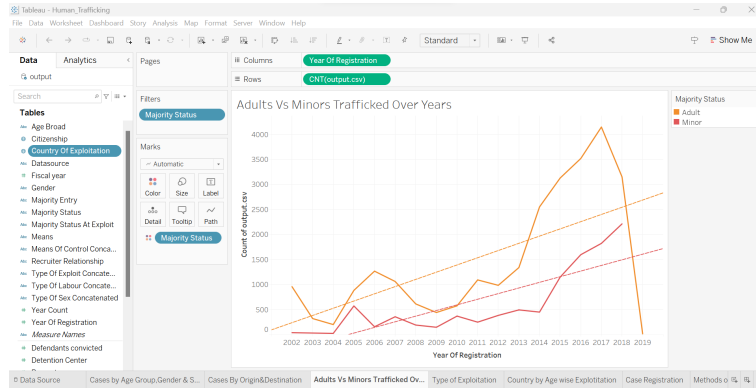 Tableau - Human_Trafficking
File Data Worksheet Dashboard Story Analysis Map Format Server Window Help
Standard
Show Me
Data Analytics
output
Search
Tables
Age Broad
Citizenship
Country Of Exploitation
Datasource
Fiscal year
Gender
Majority Entry
Majority Status
Majority Status At Exploit
Means
Means Of Control Conca...
Recruiter Relationship
Type Of Exploit Concate...
Type Of Labour Concate...
Type Of Sex Concatenated
Year Count
Year Of Registration
Measure Names
Defendants convicted
Detention Center
Pages
Filters
Majority Status
Marks
Automatic
Color Size Label
Detail Tooltip Path
Majority Status
Columns Year Of Registration
Rows CNT(output.csv)
Adults Vs Minors Trafficked Over Years
Count of output.csv
4000
3500
3000
2500
2000
1500
1000
500
0
2002 2003 2004 2005 2006 2007 2008 2009 2010 2011 2012 2013 2014 2015 2016 2017 2018 2019
Year Of Registration
Majority Status
Adult
Minor
Data Source Cases by Age Group,Gender & S... Cases By Origin&Destination Adults Vs Minors Trafficked Ov... Type of Exploitation Country by Age wise Explotitation Case Registration Methods o